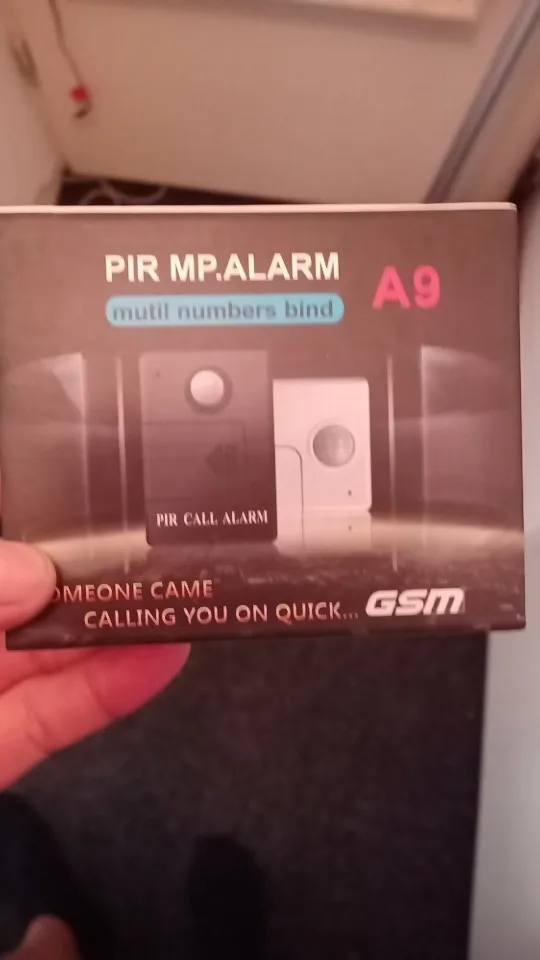 PIR MP.ALARM
A9
mutil numbers bind
PIR CALL ALARM
OMEONE CAME
CALLING YOU ON QUICK...
GSM